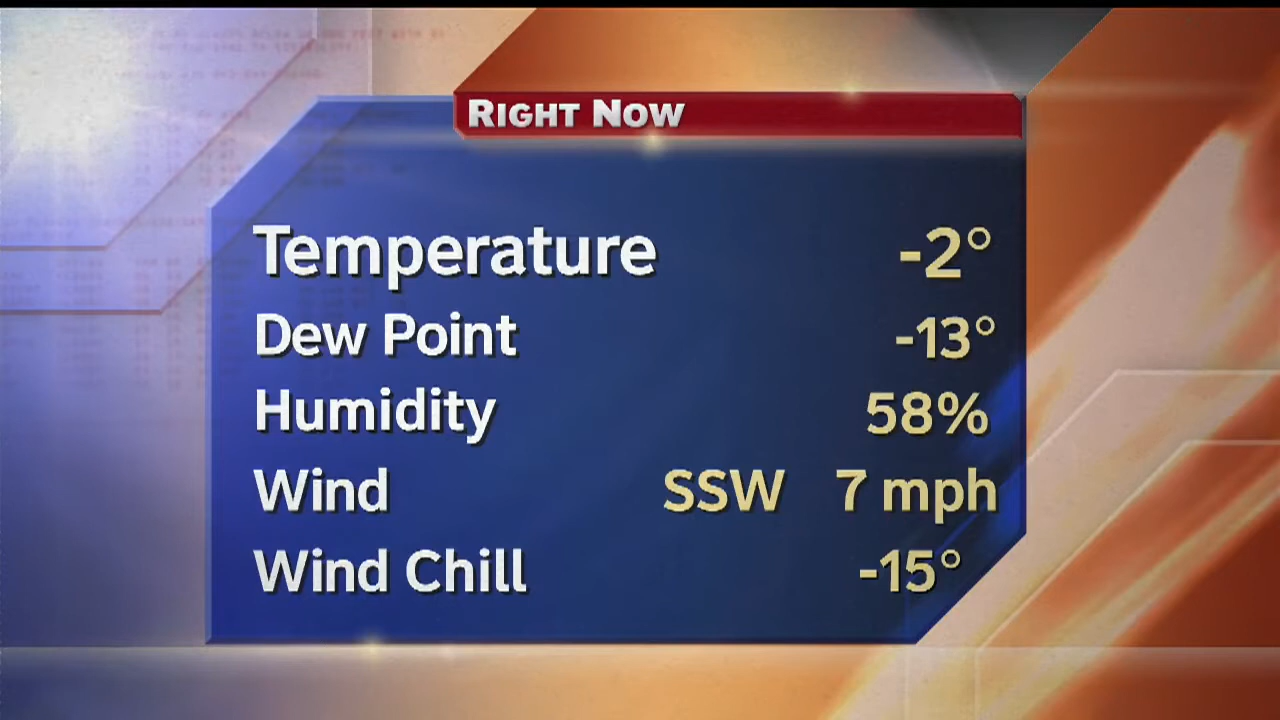 RIGHT NOW
Temperature -2°
Dew Point -13°
Humidity 58%
Wind SSW 7 mph
Wind Chill -15°